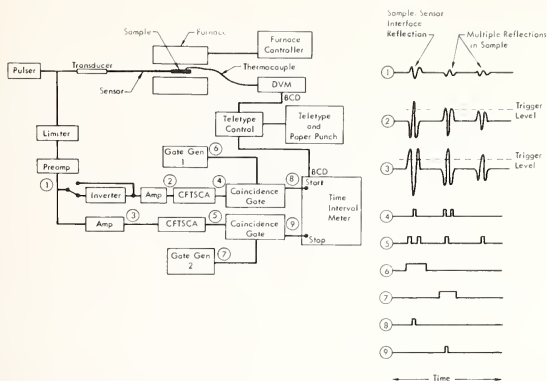 Sample
Furnace
Furnace
Controller
Pulser
Transducer
Thermocouple
Sensor
DVM
BCD
Teletype
Control
Teletype
and
Paper Punch
Limiter
Preamp
Gate Gen
1
6
BCD
1
Inverter
Amp
2
CFTSCA
4
Coincidence
Gate
8
Start
Time
Interval
Meter
Amp
3
CFTSCA
5
Coincidence
Gate
9
Stop
Gate Gen
2
7
Sample: Sensor
Interface
Reflection
Multiple Reflections
in Sample
1
2
Trigger
Level
3
Trigger
Level
4
5
6
7
8
9
Time